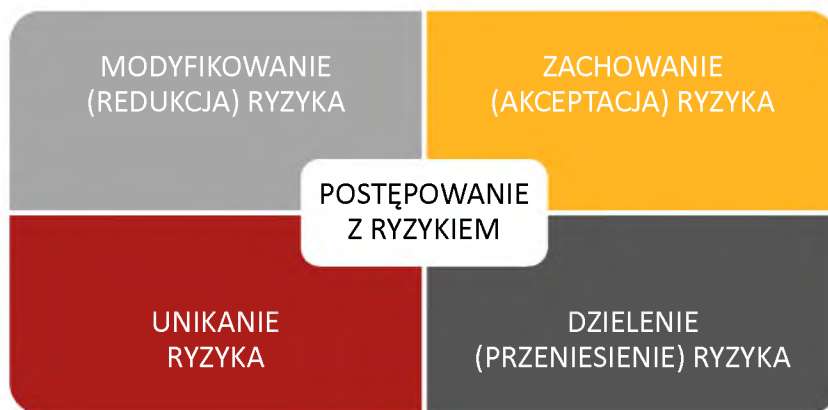 MODYFIKOWANIE
(REDUKCJA) RYZYKA
ZACHOWANIE
(AKCEPTACJA) RYZYKA
POSTĘPOWANIE
Z RYZYKIEM
UNIKANIE
RYZYKA
DZIELENIE
(PRZENIESIENIE) RYZYKA